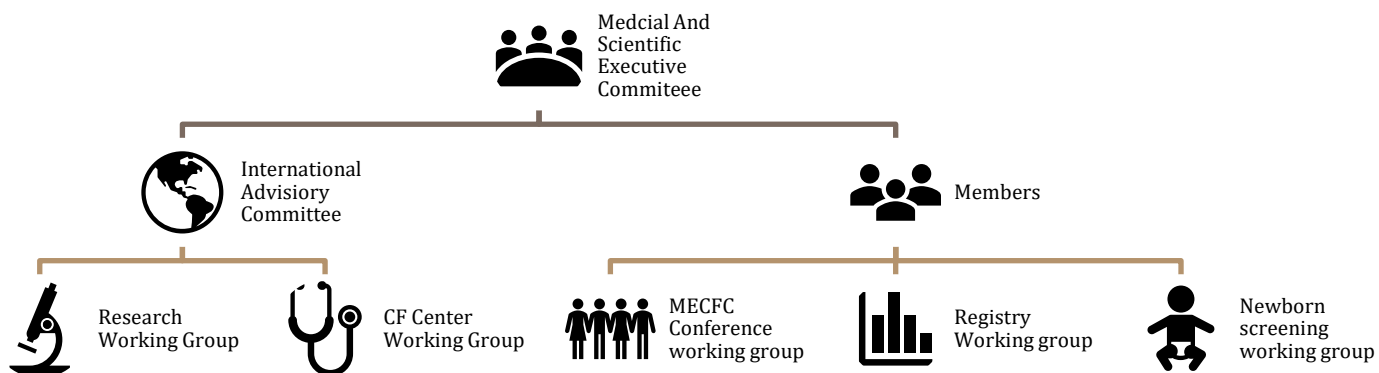 Medcial And
Scientific
Executive
Commiteee
International
Advisiory
Committee
Members
Research
Working Group
CF Center
Working Group
MECFC
Conference
working group
Registry
Working group
Newborn
screening
working group